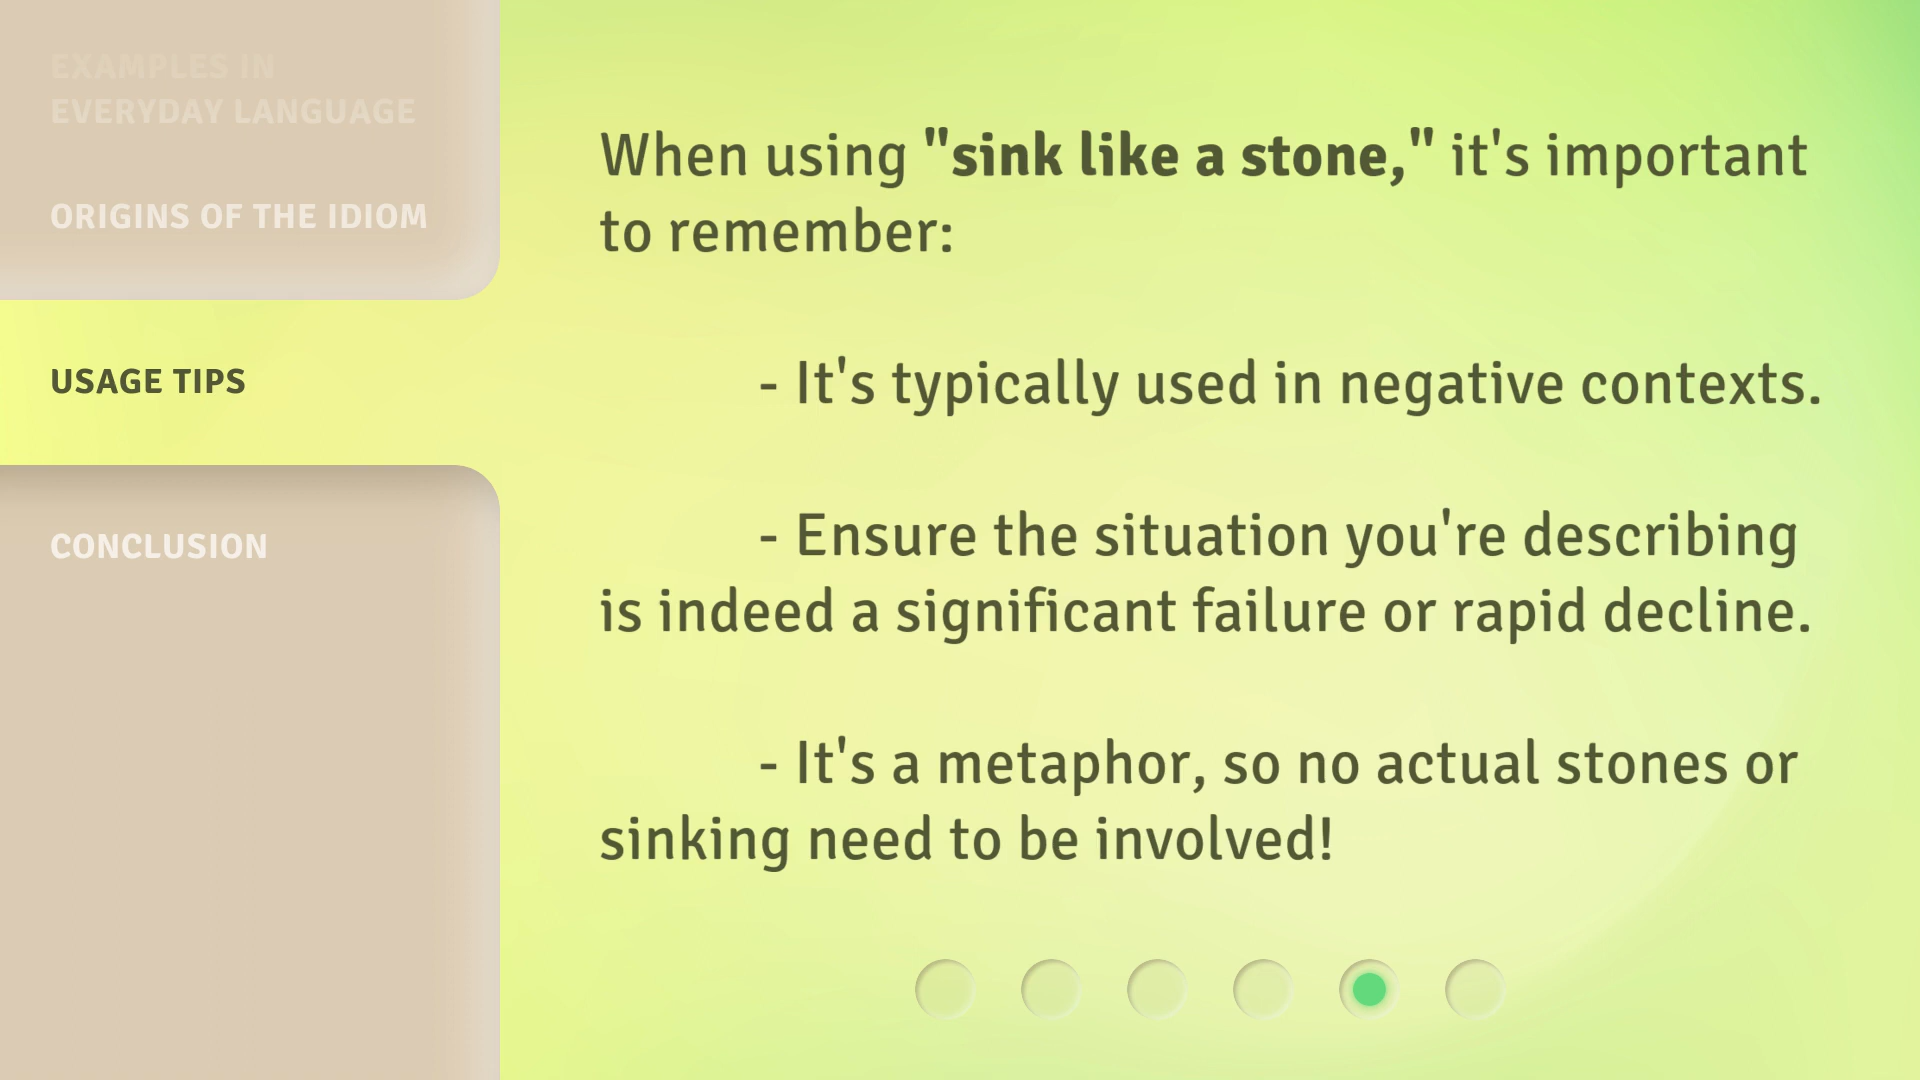 EXAMPLES IN
EVERYDAY LANGUAGE
ORIGINS OF THE IDIOM
USAGE TIPS
CONCLUSION
When using "sink like a stone," it's important
to remember:
- It's typically used in negative contexts.
- Ensure the situation you're describing
is indeed a significant failure or rapid decline.
- It's a metaphor, so no actual stones or
sinking need to be involved!